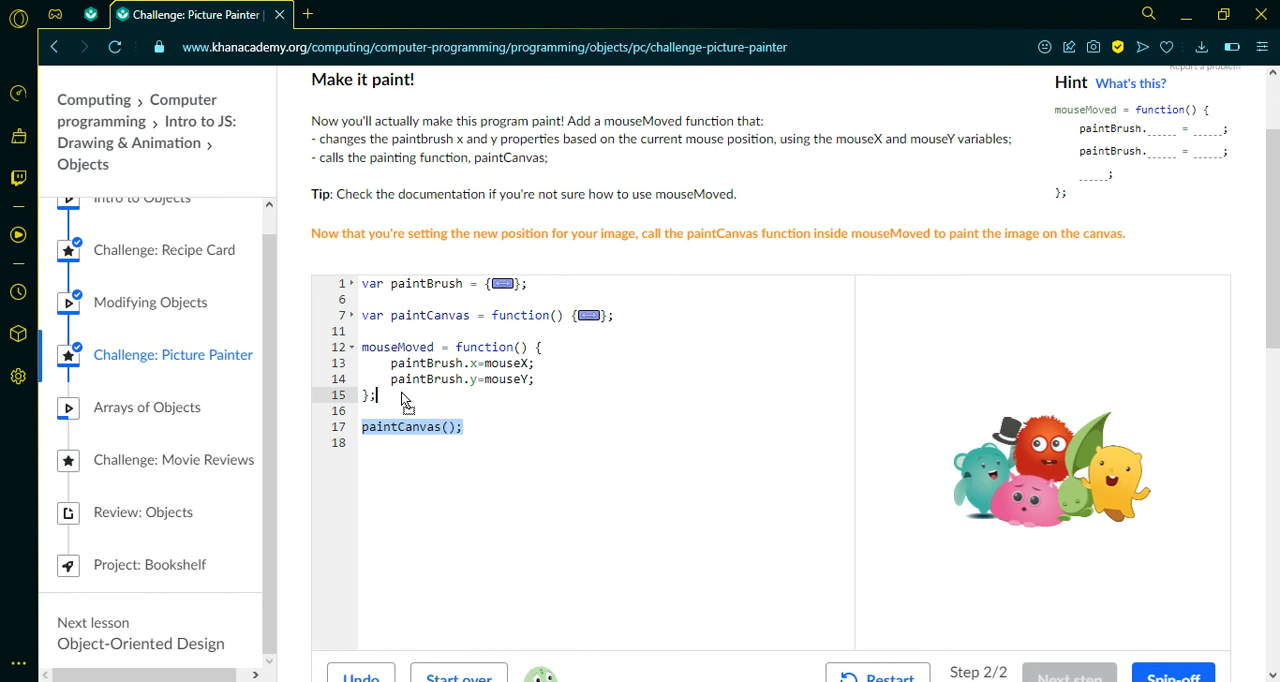 Challenge: Picture Painter |
www.khanacademy.org/computing/computer-programming/programming/objects/pc/challenge-picture-painter
Computing > Computer
programming > Intro to JS:
Drawing & Animation >
Objects
Intro to Objects
Challenge: Recipe Card
Modifying Objects
Challenge: Picture Painter
Arrays of Objects
Challenge: Movie Reviews
Review: Objects
Project: Bookshelf
Next lesson
Object-Oriented Design
Report a problem
Make it paint!
Now you'll actually make this program paint! Add a mouseMoved function that:
- changes the paintbrush x and y properties based on the current mouse position, using the mouseX and mouseY variables;
- calls the painting function, paintCanvas;
Tip: Check the documentation if you're not sure how to use mouseMoved.
Now that you're setting the new position for your image, call the paintCanvas function inside mouseMoved to paint the image on the canvas.
Hint What's this?
mouseMoved = function() {
paintBrush.____ = ____;
paintBrush.____ = ____;
____;
};
1 var paintBrush = {};
6
7 var paintCanvas = function() {};
11
12 mouseMoved = function() {
13 paintBrush.x=mouseX;
14 paintBrush.y=mouseY;
15 };
16
17 paintCanvas();
18
Undo
Start over
Restart
Step 2/2
Next step
Spin-off